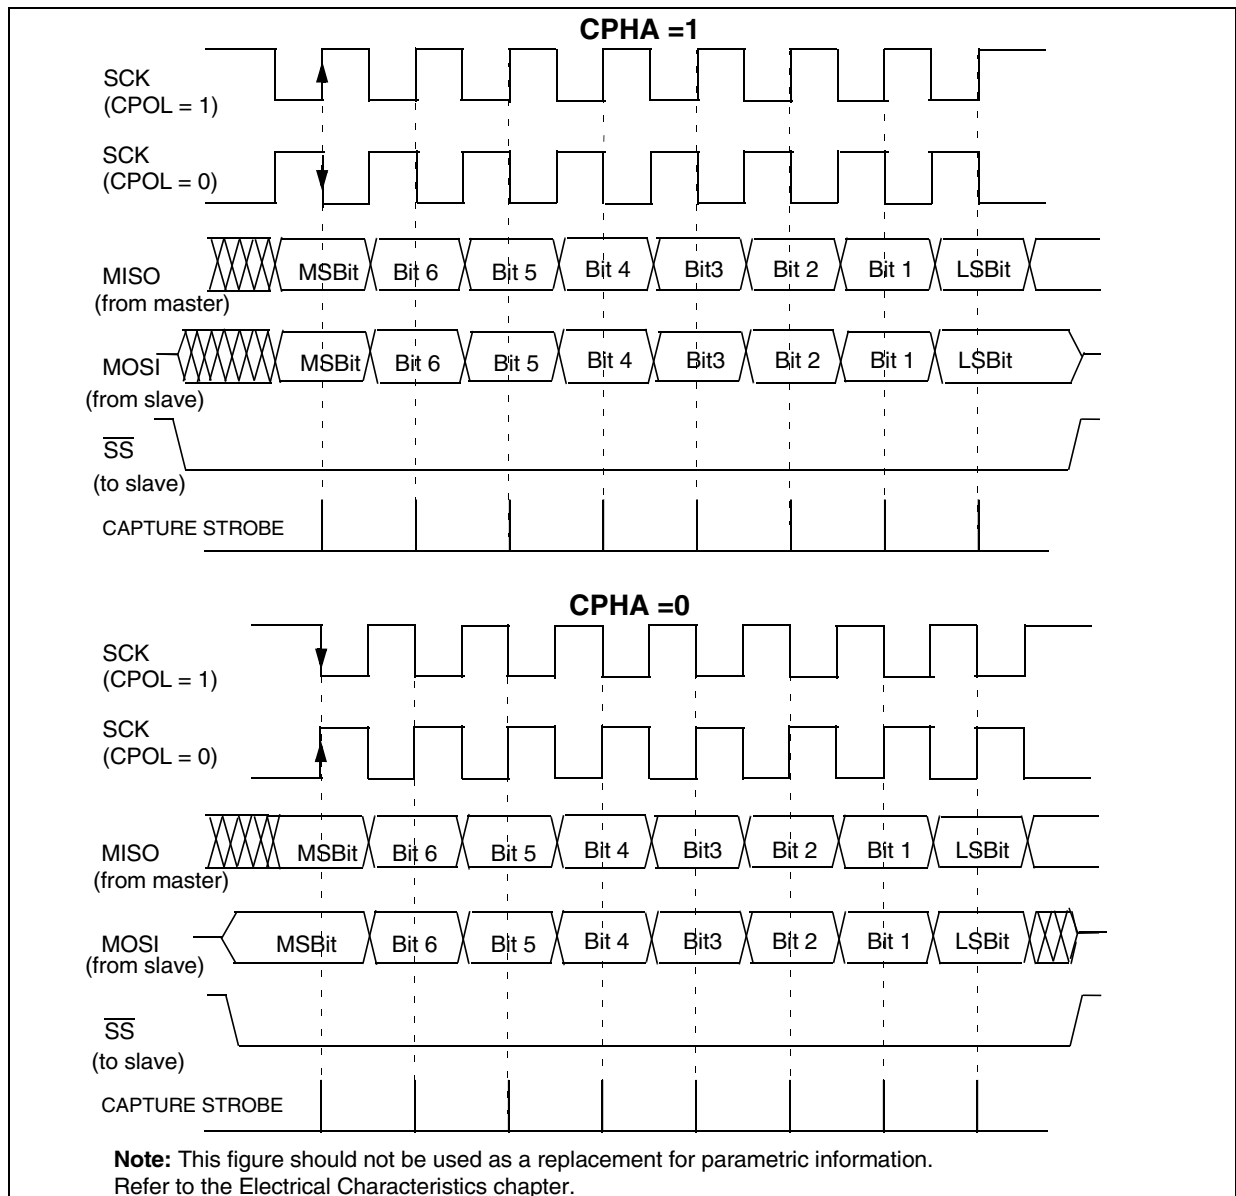 CPHA =1
SCK
(CPOL = 1)
SCK
(CPOL = 0)
MISO
(from master)
MSBit Bit 6 Bit 5 Bit 4 Bit3 Bit 2 Bit 1 LSBit
MOSI
(from slave)
MSBit Bit 6 Bit 5 Bit 4 Bit3 Bit 2 Bit 1 LSBit
SS
(to slave)
CAPTURE STROBE
CPHA =0
SCK
(CPOL = 1)
SCK
(CPOL = 0)
MISO
(from master)
MSBit Bit 6 Bit 5 Bit 4 Bit3 Bit 2 Bit 1 LSBit
MOSI
(from slave)
MSBit Bit 6 Bit 5 Bit 4 Bit3 Bit 2 Bit 1 LSBit
SS
(to slave)
CAPTURE STROBE
Note: This figure should not be used as a replacement for parametric information.
Refer to the Electrical Characteristics chapter.